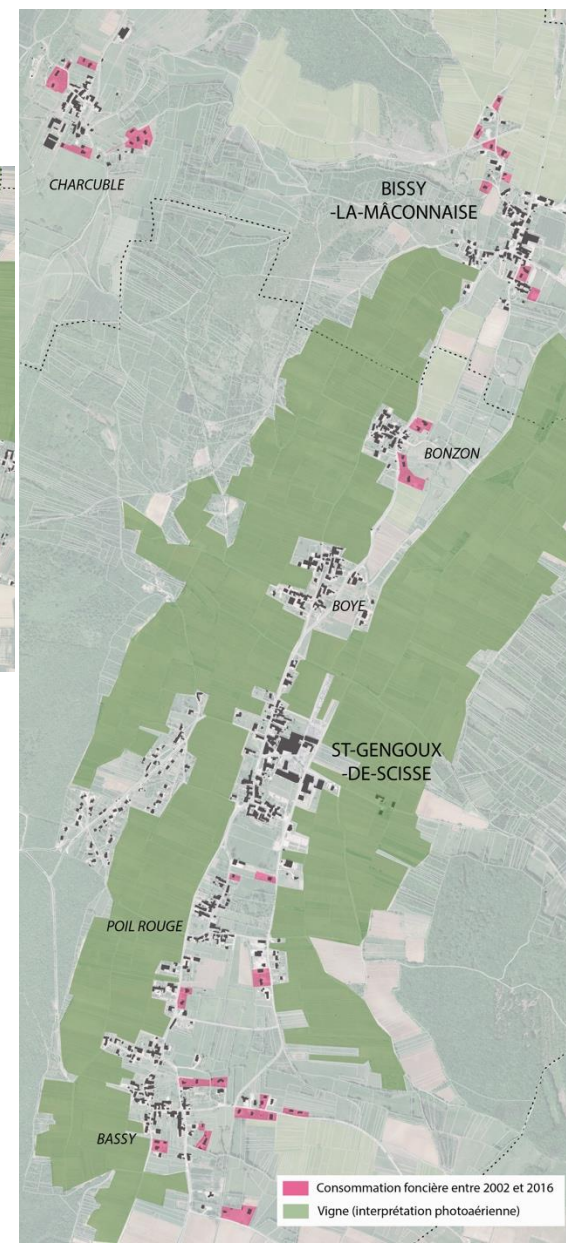 CHARCUBLE
BISSY
-LA-MÂCONNAISE
BONZON
BOYE
ST-GENGOUX
-DE-SCISSE
POIL ROUGE
BASSY
Consommation foncière entre 2002 et 2016
Vigne (interprétation photoaérienne)